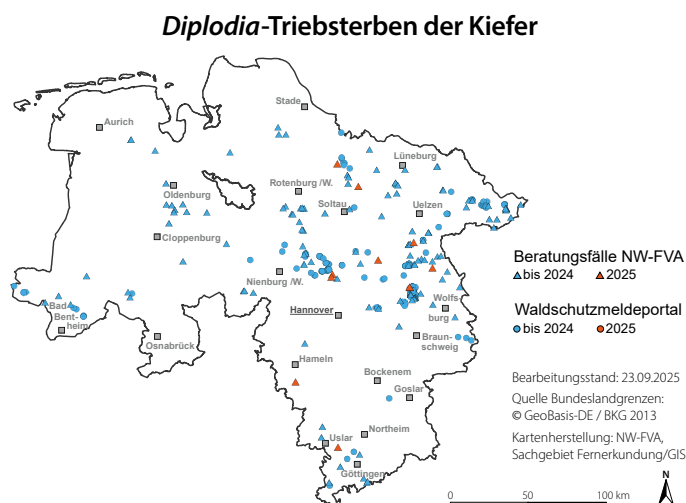 Diplodia-Triebsterben der Kiefer
Stade
Aurich
Lüneburg
Rotenburg /W.
Oldenburg
Soltau
Uelzen
Cloppenburg
Nienburg /W.
Beratungsfälle NW-FVA
bis 2024 2025
Waldschutzmeldeportal
bis 2024 2025
Bad
Bent-
heim
Wolfs-
burg
Hannover
Osnabrück
Braun-
schweig
Hameln
Bockenem
Goslar
Bearbeitungsstand: 23.09.2025
Quelle Bundeslandgrenzen:
© GeoBasis-DE / BKG 2013
Kartenherstellung: NW-FVA,
Sachgebiet Fernerkundung/GIS
Uslar
Northeim
Göttingen
0 50 100 km
N